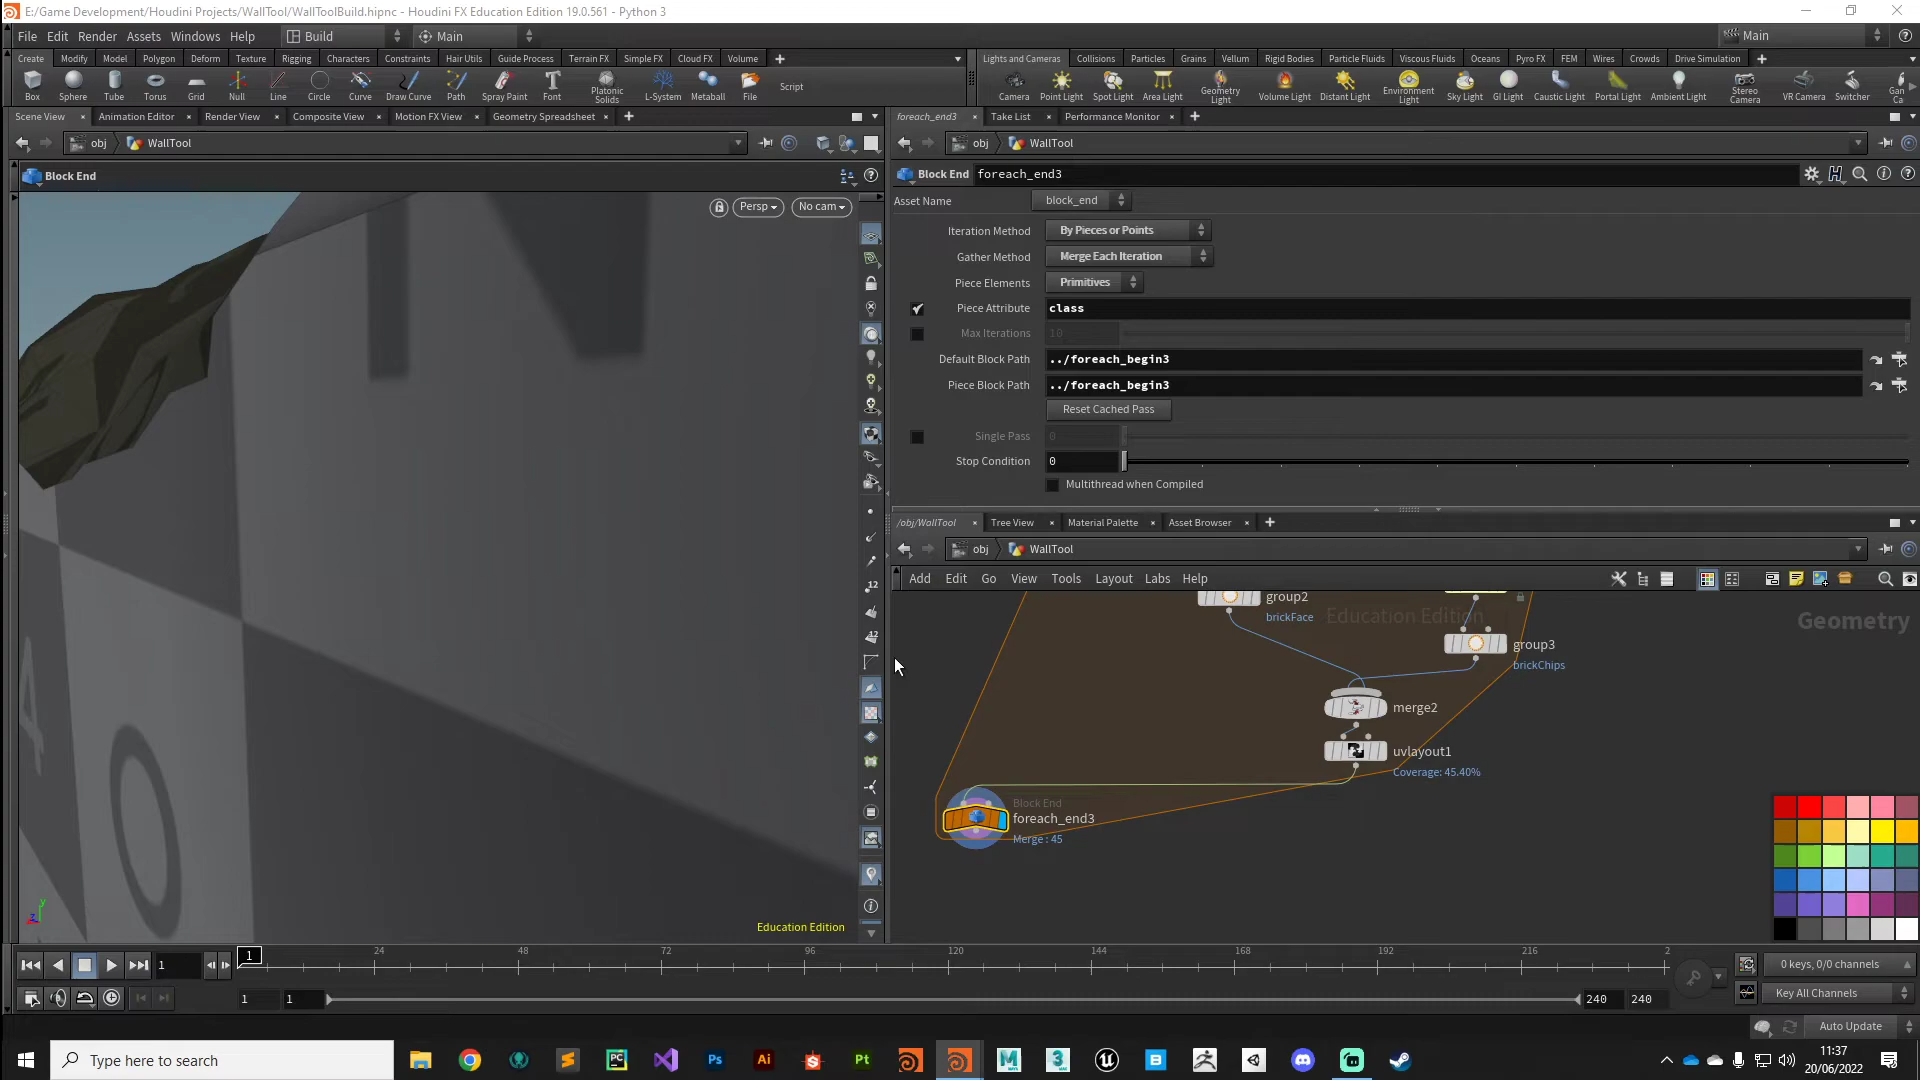 E:/Game Development/Houdini Projects/WallTool/WallToolBuild.hipnc - Houdini FX Education Edition 19.0.561 - Python 3
File Edit Render Assets Windows Help Build Main Main
Create Modify Model Polygon Deform Texture Rigging Characters Constraints Hair Utils Guide Process Terrain FX Simple FX Cloud FX Volume
Lights and Cameras Collisions Particles Grains Vellum Rigid Bodies Particle Fluids Viscous Fluids Oceans Pyro FX FEM Wires Crowds Drive Simulation
Box Sphere Tube Torus Grid Null Line Circle Curve Draw Curve Path Spray Paint Font Platonic Solids L-System Metaball File Script
Camera Point Light Spot Light Area Light Geometry Light Volume Light Distant Light Environment Light Sky Light GI Light Caustic Light Portal Light Ambient Light Stereo Camera VR Camera Switcher
Scene View Animation Editor Render View Composite View Motion FX View Geometry Spreadsheet
foreach_end3 Take List Performance Monitor
obj WallTool
obj WallTool
Block End
Block End foreach_end3
Persp No cam
Asset Name block_end
Iteration Method By Pieces or Points
Gather Method Merge Each Iteration
Piece Elements Primitives
Piece Attribute class
Max Iterations 10
Default Block Path ../foreach_begin3
Piece Block Path ../foreach_begin3
Reset Cached Pass
Single Pass 0
Stop Condition 0
Multithread when Compiled
/obj/WallTool Tree View Material Palette Asset Browser
obj WallTool
Add Edit Go View Tools Layout Labs Help
group2
brickFace
Education Edition
Geometry
group3
brickChips
merge2
uvlayout1
Coverage: 45.40%
Block End
foreach_end3
Merge : 45
Education Edition
1 24 48 72 96 120 144 168 192 216 2
1
0 keys, 0/0 channels
1 1 240 240
Key All Channels
Auto Update
Type here to search
11:37
20/06/2022